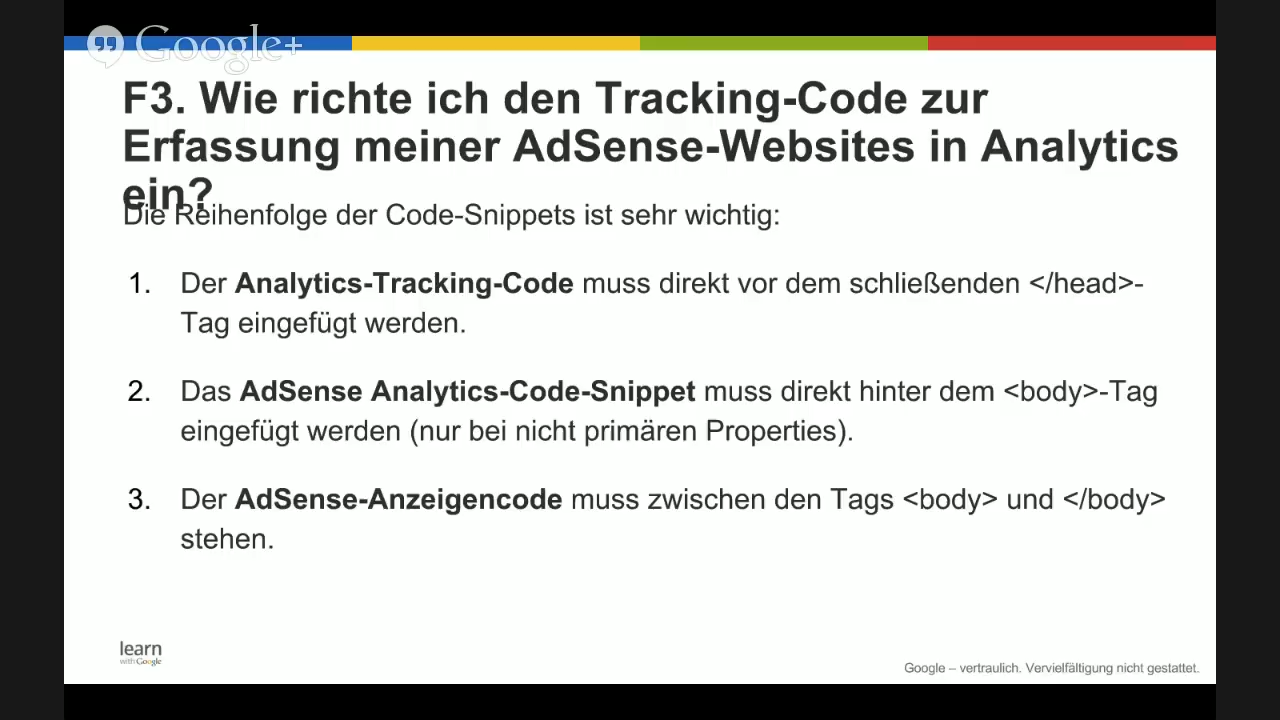 Google+
F3. Wie richte ich den Tracking-Code zur
Erfassung meiner AdSense-Websites in Analytics
ein?
Die Reihenfolge der Code-Snippets ist sehr wichtig:
1. Der Analytics-Tracking-Code muss direkt vor dem schließenden </head>-
Tag eingefügt werden.
2. Das AdSense Analytics-Code-Snippet muss direkt hinter dem <body>-Tag
eingefügt werden (nur bei nicht primären Properties).
3. Der AdSense-Anzeigencode muss zwischen den Tags <body> und </body>
stehen.
learn
with Google
Google – vertraulich. Vervielfältigung nicht gestattet.